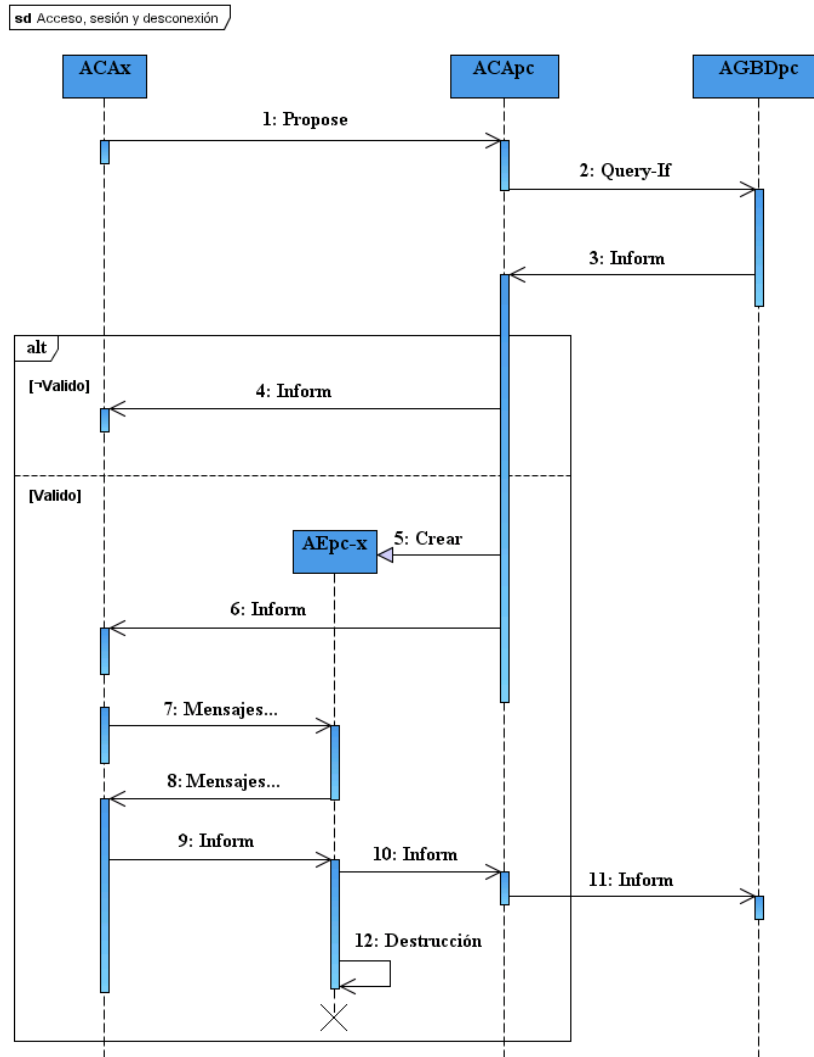 sd Acceso, sesión y desconexión
ACAx
ACApc
AGBDpc
1: Propose
2: Query-If
3: Inform
alt
[¬Valido]
4: Inform
[Valido]
AEpc-x
5: Crear
6: Inform
7: Mensajes...
8: Mensajes...
9: Inform
10: Inform
11: Inform
12: Destrucción